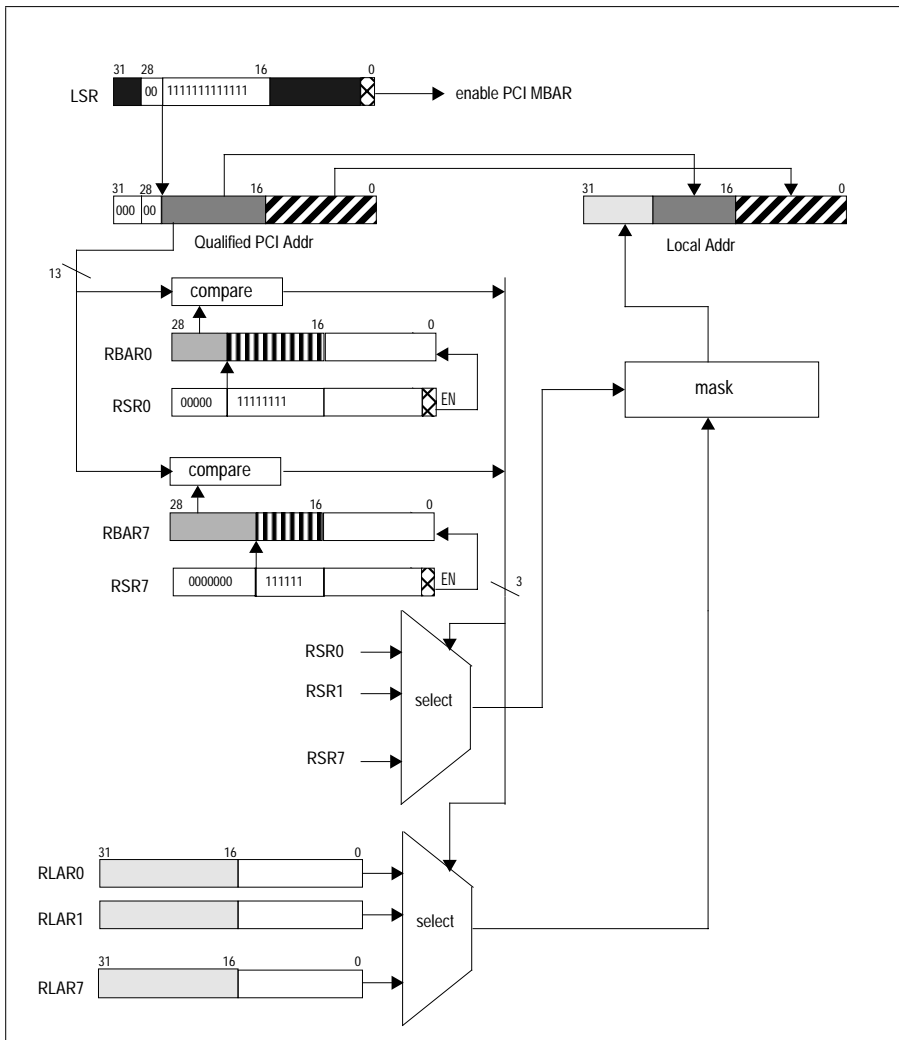 31 28 16 0
LSR 00 1111111111111 enable PCI MBAR
31 28 16 0 31 16 0
000 00
Qualified PCI Addr Local Addr
13
compare
28 16 0
RBAR0
mask
RSR0 00000 11111111 EN
compare
28 16 0
RBAR7
RSR7 0000000 111111 EN 3
RSR0
RSR1
select
RSR7
31 16 0
RLAR0
RLAR1
select
31 16 0
RLAR7